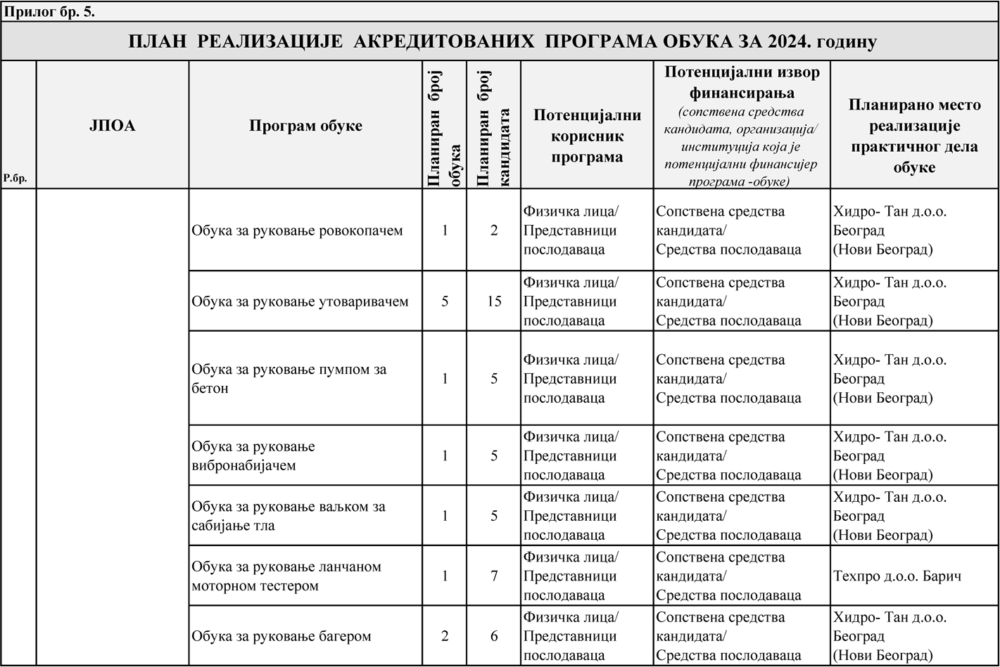 Прилог бр. 5.
ПЛАН РЕАЛИЗАЦИЈЕ АКРЕДИТОВАНИХ ПРОГРАМА ОБУКА ЗА 2024. годину
Р.бр.
ЈПОА
Програм обуке
Планиран број
обука
Планиран број
кандидата
Потенцијални
корисник
програма
Потенцијални извор
финансирања
(сопствена средства
кандидата, организација/
институција која је
потенцијални финансијер
програма -обуке)
Планирано место
реализације
практичног дела
обуке
Обука за руковање ровокопачем
1
2
Физичка лица/
Представници
послодаваца
Сопствена средства
кандидата/
Средства послодаваца
Хидро- Тан д.о.о.
Београд
(Нови Београд)
Обука за руковање утоваривачем
5
15
Физичка лица/
Представници
послодаваца
Сопствена средства
кандидата/
Средства послодаваца
Хидро- Тан д.о.о.
Београд
(Нови Београд)
Обука за руковање пумпом за
бетон
1
5
Физичка лица/
Представници
послодаваца
Сопствена средства
кандидата/
Средства послодаваца
Хидро- Тан д.о.о.
Београд
(Нови Београд)
Обука за руковање
вибронабијачем
1
5
Физичка лица/
Представници
послодаваца
Сопствена средства
кандидата/
Средства послодаваца
Хидро- Тан д.о.о.
Београд
(Нови Београд)
Обука за руковање ваљком за
сабијање тла
1
5
Физичка лица/
Представници
послодаваца
Сопствена средства
кандидата/
Средства послодаваца
Хидро- Тан д.о.о.
Београд
(Нови Београд)
Обука за руковање ланчаном
моторном тестером
1
7
Физичка лица/
Представници
послодаваца
Сопствена средства
кандидата/
Средства послодаваца
Техпро д.о.о. Барич
Обука за руковање багером
2
6
Физичка лица/
Представници
послодаваца
Сопствена средства
кандидата/
Средства послодаваца
Хидро- Тан д.о.о.
Београд
(Нови Београд)